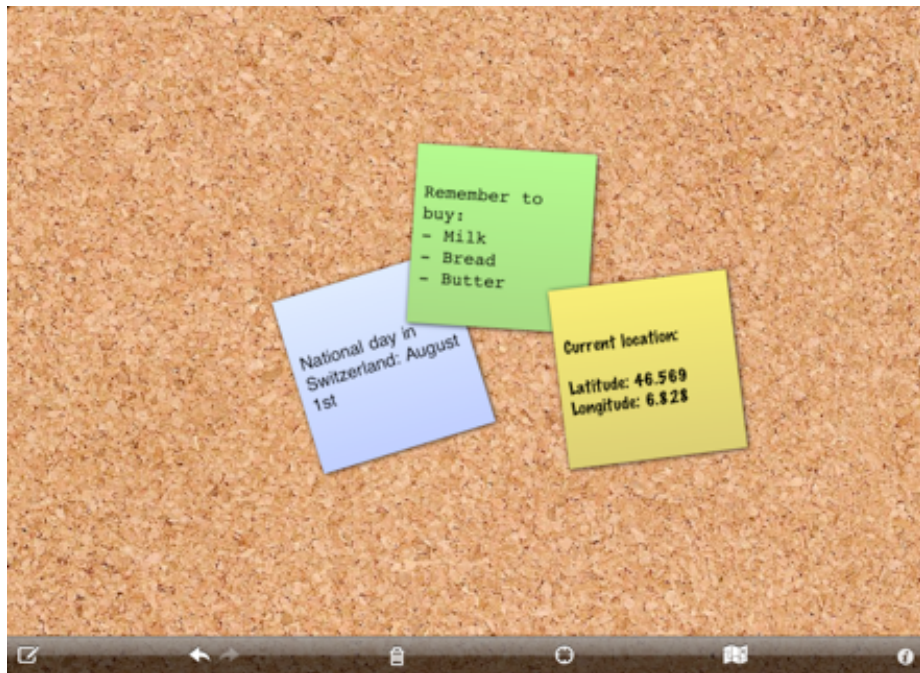 Remember to
buy:
- Milk
- Bread
- Butter
National day in
Switzerland: August
1st
Current location:
Latitude: 46.569
Longitude: 6.828